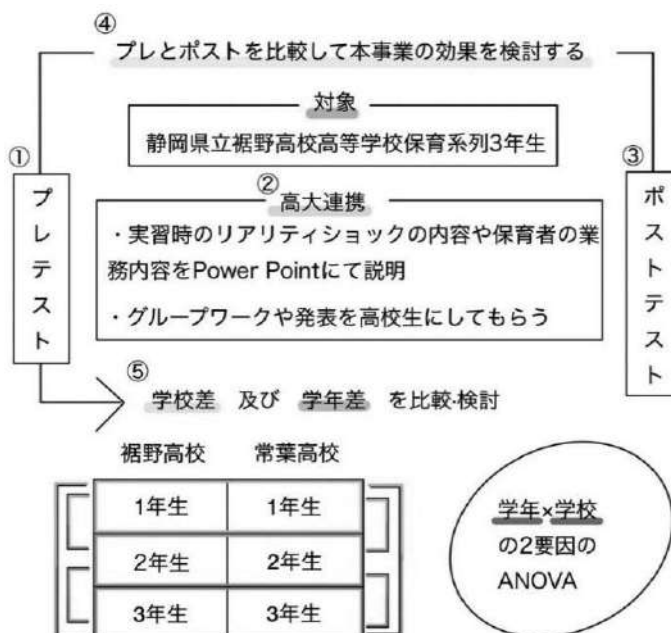 ④
プレとポストを比較して本事業の効果を検討する
対象
静岡県立裾野高校高等学校保育系列3年生
①
プレテスト
②
高大連携
・実習時のリアリティショックの内容や保育者の業
務内容をPower Pointにて説明
・グループワークや発表を高校生にしてもらう
③
ポストテスト
⑤
学校差 及び 学年差 を比較·検討
裾野高校 常葉高校
1年生 1年生
2年生 2年生
3年生 3年生
学年×学校
の2要因の
ANOVA